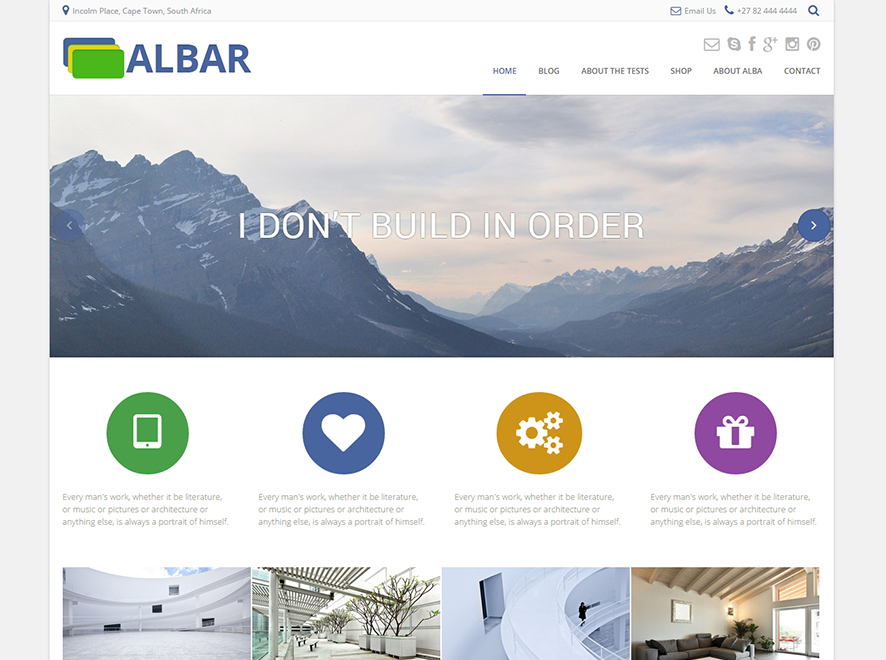 Incolm Place, Cape Town, South Africa
Email Us
+27 82 444 4444
ALBAR
HOME
BLOG
ABOUT THE TESTS
SHOP
ABOUT ALBA
CONTACT
I DON'T BUILD IN ORDER
Every man's work, whether it be literature,
or music or pictures or architecture or
anything else, is always a portrait of himself.
Every man's work, whether it be literature,
or music or pictures or architecture or
anything else, is always a portrait of himself.
Every man's work, whether it be literature,
or music or pictures or architecture or
anything else, is always a portrait of himself.
Every man's work, whether it be literature,
or music or pictures or architecture or
anything else, is always a portrait of himself.